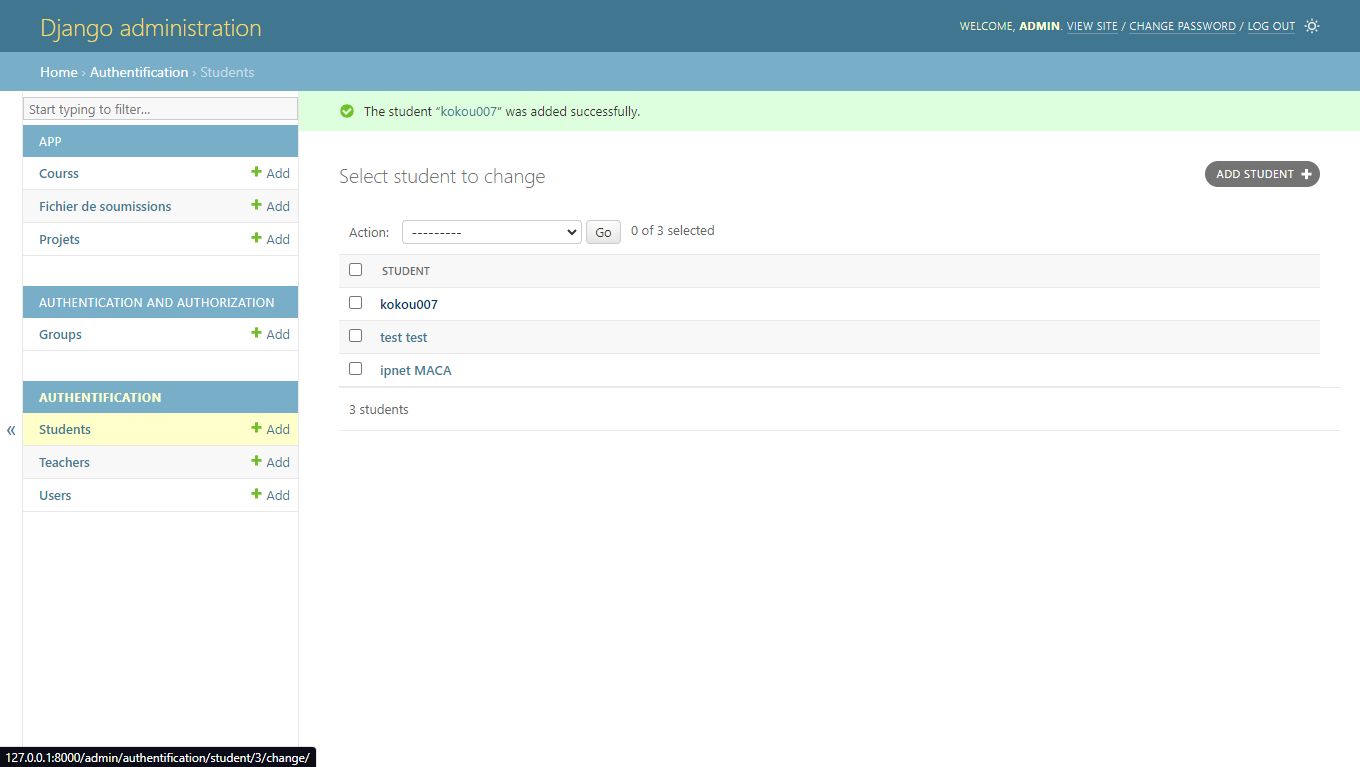 Django administration
WELCOME, ADMIN. VIEW SITE / CHANGE PASSWORD / LOG OUT
Home › Authentification › Students
Start typing to filter...
APP
Courss Add
Fichier de soumissions Add
Projets Add
AUTHENTICATION AND AUTHORIZATION
Groups Add
AUTHENTIFICATION
Students Add
Teachers Add
Users Add
«
The student “kokou007” was added successfully.
Select student to change
ADD STUDENT
Action: --------- Go 0 of 3 selected
STUDENT
kokou007
test test
ipnet MACA
3 students
127.0.0.1:8000/admin/authentification/student/3/change/